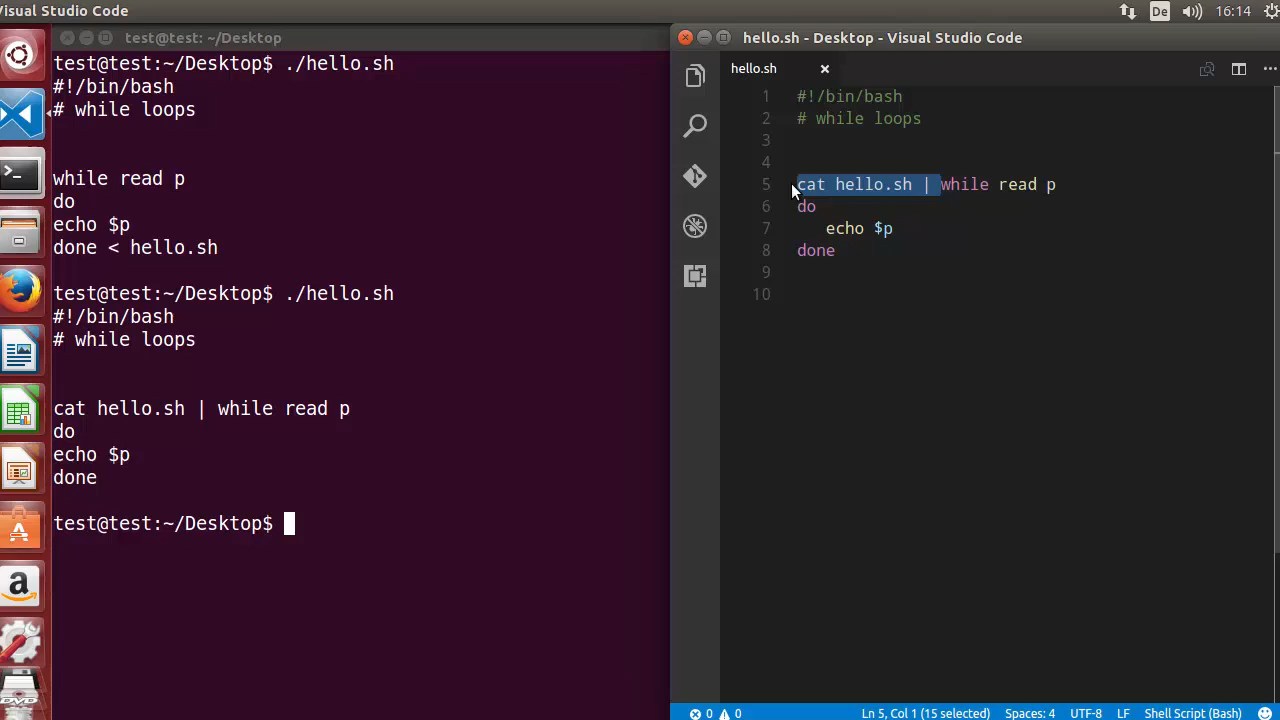 Visual Studio Code
De
16:14
test@test: ~/Desktop
test@test:~/Desktop$ ./hello.sh
#!/bin/bash
# while loops
while read p
do
echo $p
done < hello.sh
test@test:~/Desktop$ ./hello.sh
#!/bin/bash
# while loops
cat hello.sh | while read p
do
echo $p
done
test@test:~/Desktop$
hello.sh - Desktop - Visual Studio Code
hello.sh
1 #!/bin/bash
2 # while loops
3
4
5 cat hello.sh | while read p
6 do
7 echo $p
8 done
9
10
0 0
Ln 5, Col 1 (15 selected)
Spaces: 4
UTF-8
LF
Shell Script (Bash)